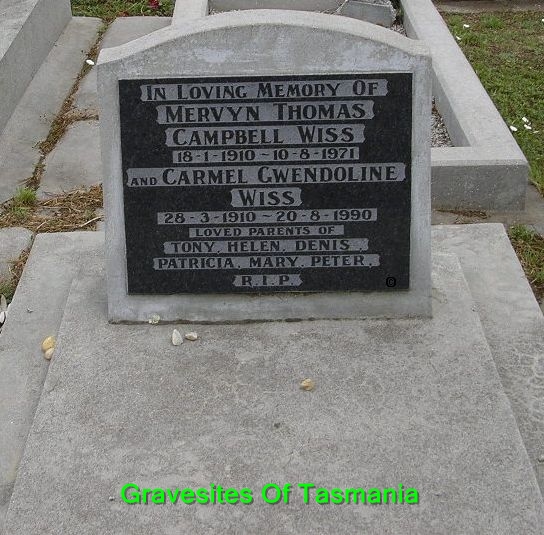 In Loving Memory Of
Mervyn Thomas
Campbell Wiss
18-1-1910 ~ 10-8-1971
and Carmel Gwendoline
Wiss
28-3-1910 ~ 20-8-1990
Loved Parents of
Tony, Helen, Denis,
Patricia, Mary, Peter,
R.I.P.
Gravesites Of Tasmania